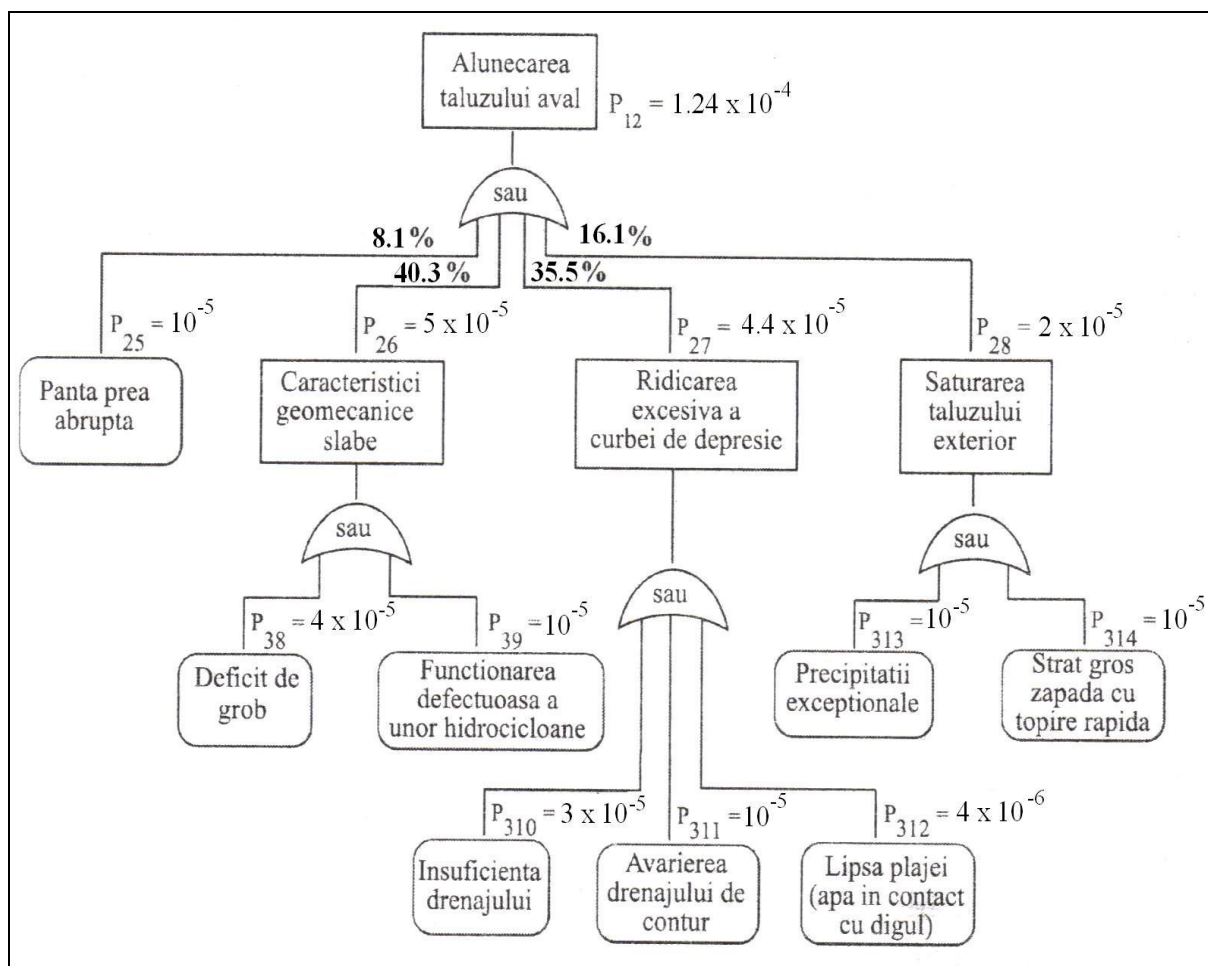 Alunecarea
taluzului aval
P12 = 1.24 x 10^-4
sau
8.1%
16.1%
40.3%
35.5%
P25 = 10^-5
P26 = 5 x 10^-5
P27 = 4.4 x 10^-5
P28 = 2 x 10^-5
Panta prea
abrupta
Caracteristici
geomecanice
slabe
Ridicarea
excesiva a
curbei de depresie
Saturarea
taluzului
exterior
sau
sau
sau
P38 = 4 x 10^-5
P39 = 10^-5
P313 = 10^-5
P314 = 10^-5
Deficit de
grob
Functionarea
defectuoasa a
unor hidrocicloane
Precipitatii
exceptionale
Strat gros
zapada cu
topire rapida
P310 = 3 x 10^-5
P311 = 10^-5
P312 = 4 x 10^-6
Insuficienta
drenajului
Avarierea
drenajului de
contur
Lipsa plajei
(apa in contact
cu digul)